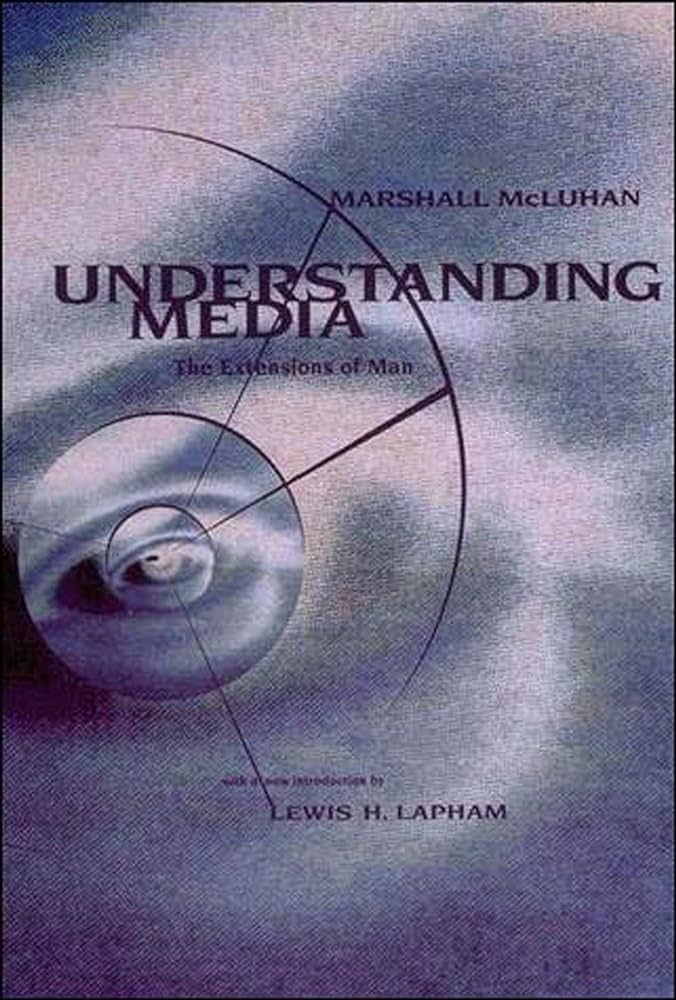 MARSHALL McLUHAN
UNDERSTANDING
MEDIA
The Extensions of Man
with a new introduction by
LEWIS H. LAPHAM